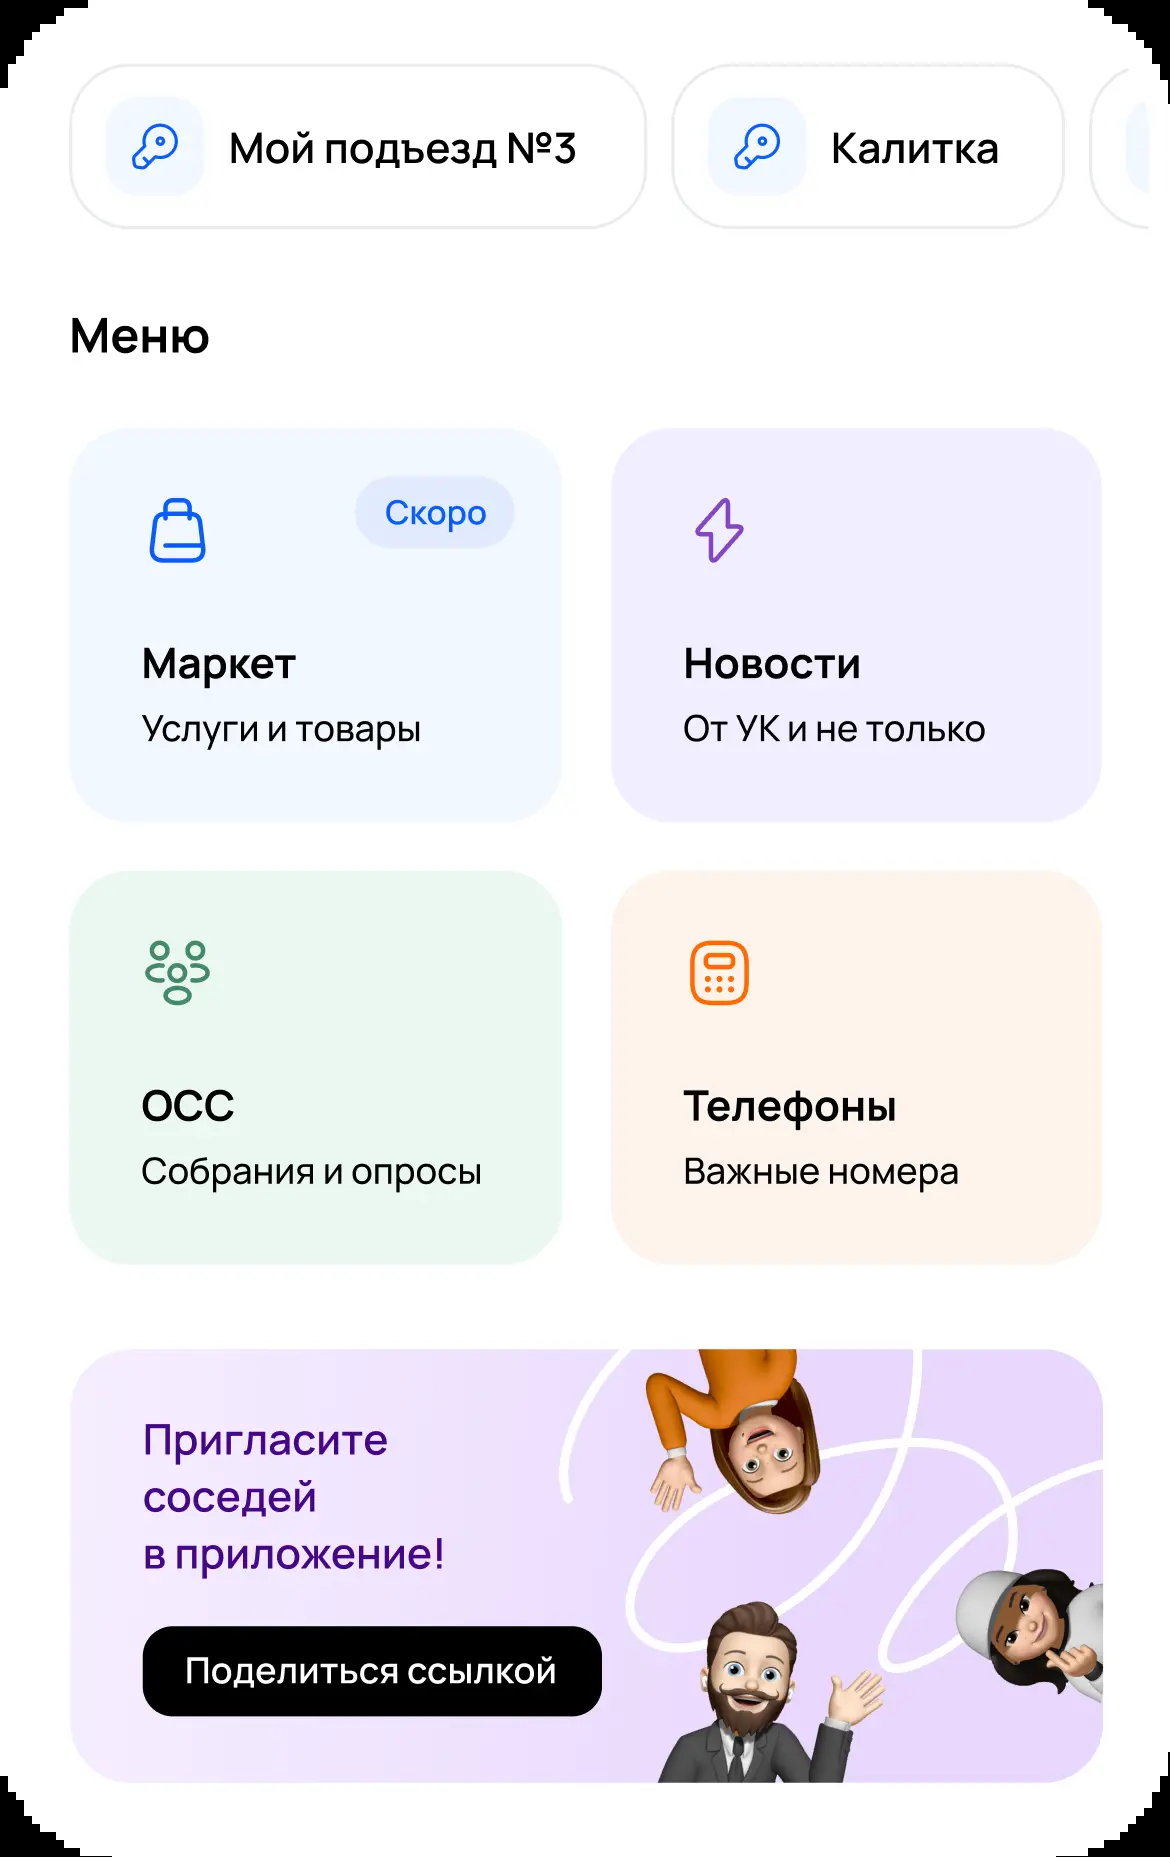 Мой подъезд №3
Калитка
Меню
Скоро
Маркет
Услуги и товары
Новости
От УК и не только
ОСС
Собрания и опросы
Телефоны
Важные номера
Пригласите
соседей
в приложение!
Поделиться ссылкой